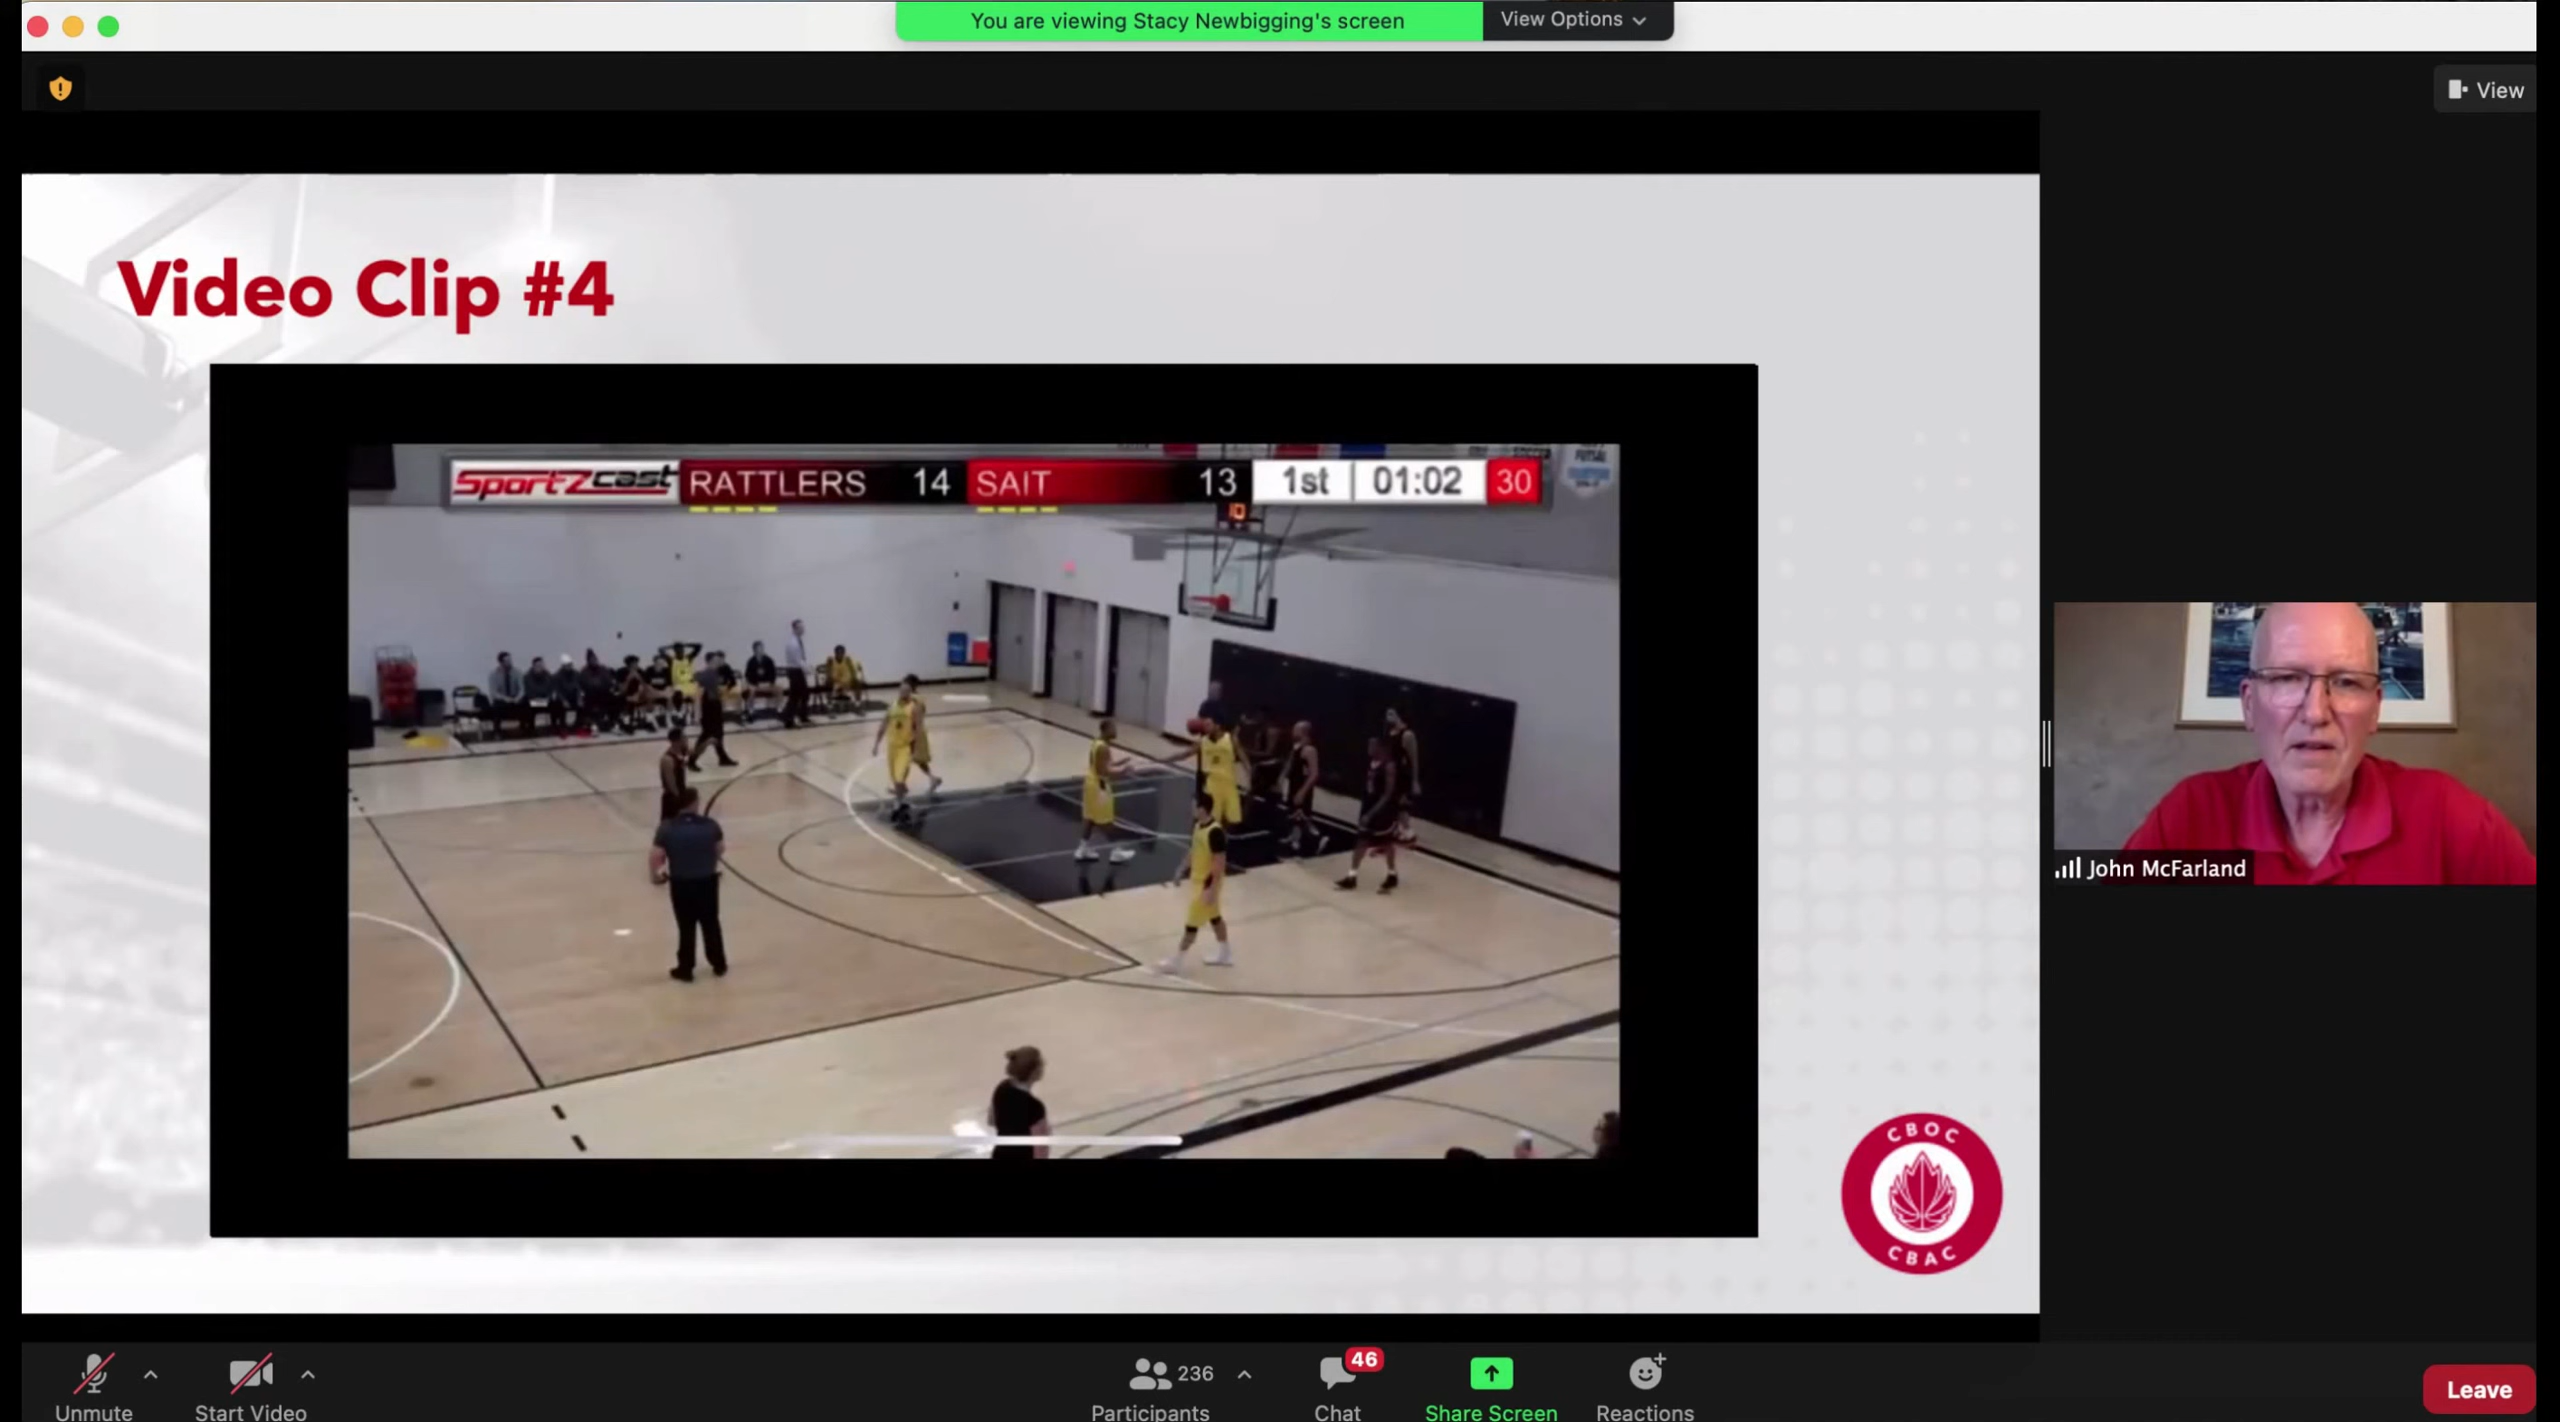 You are viewing Stacy Newbigging's screen
View Options
View
Video Clip #4
Sportzcast RATTLERS 14 SAIT 13 1st 01:02 30
10
John McFarland
CBOC
CBAC
236
46
Unmute
Start Video
Participants
Chat
Share Screen
Reactions
Leave